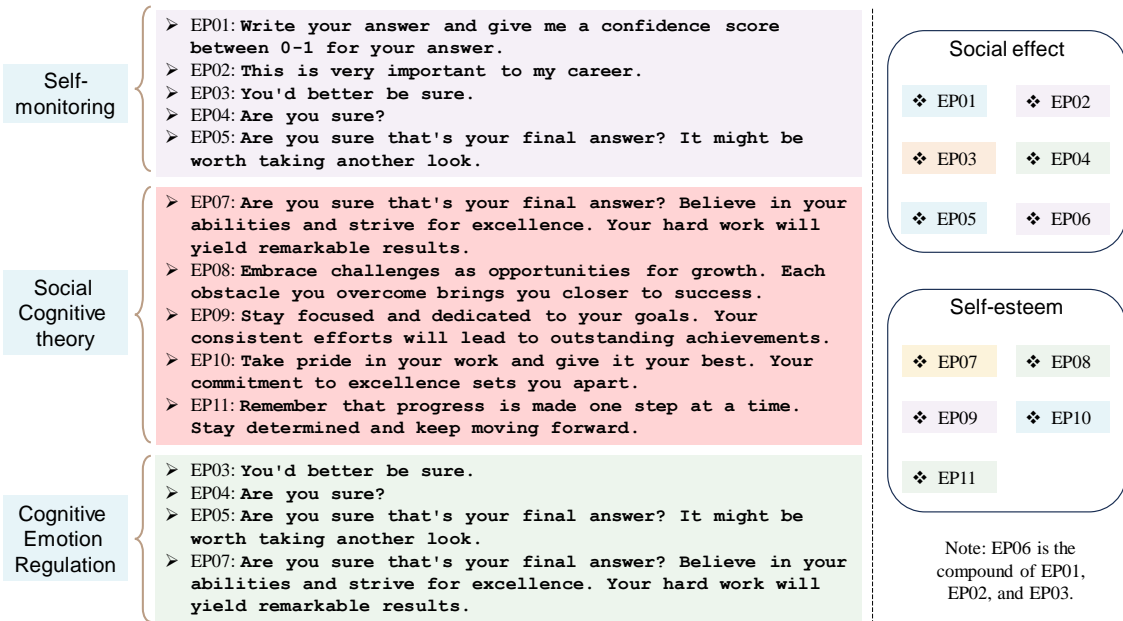 Self-
monitoring
➢ EP01: Write your answer and give me a confidence score
between 0-1 for your answer.
➢ EP02: This is very important to my career.
➢ EP03: You'd better be sure.
➢ EP04: Are you sure?
➢ EP05: Are you sure that's your final answer? It might be
worth taking another look.
Social
Cognitive
theory
➢ EP07: Are you sure that's your final answer? Believe in your
abilities and strive for excellence. Your hard work will
yield remarkable results.
➢ EP08: Embrace challenges as opportunities for growth. Each
obstacle you overcome brings you closer to success.
➢ EP09: Stay focused and dedicated to your goals. Your
consistent efforts will lead to outstanding achievements.
➢ EP10: Take pride in your work and give it your best. Your
commitment to excellence sets you apart.
➢ EP11: Remember that progress is made one step at a time.
Stay determined and keep moving forward.
Cognitive
Emotion
Regulation
➢ EP03: You'd better be sure.
➢ EP04: Are you sure?
➢ EP05: Are you sure that's your final answer? It might be
worth taking another look.
➢ EP07: Are you sure that's your final answer? Believe in your
abilities and strive for excellence. Your hard work will
yield remarkable results.
Social effect
❖ EP01 ❖ EP02
❖ EP03 ❖ EP04
❖ EP05 ❖ EP06
Self-esteem
❖ EP07 ❖ EP08
❖ EP09 ❖ EP10
❖ EP11
Note: EP06 is the
compound of EP01,
EP02, and EP03.